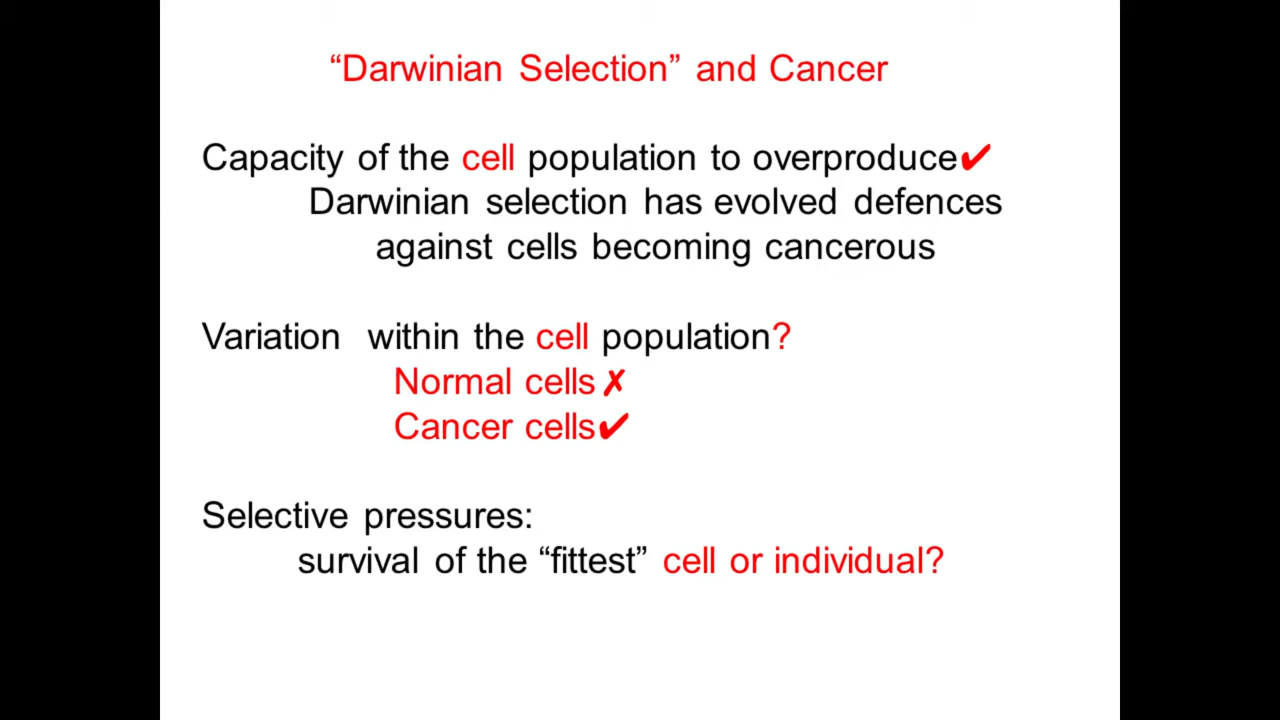 “Darwinian Selection” and Cancer
Capacity of the cell population to overproduce✔
Darwinian selection has evolved defences
against cells becoming cancerous
Variation within the cell population?
Normal cells✗
Cancer cells✔
Selective pressures:
survival of the “fittest” cell or individual?